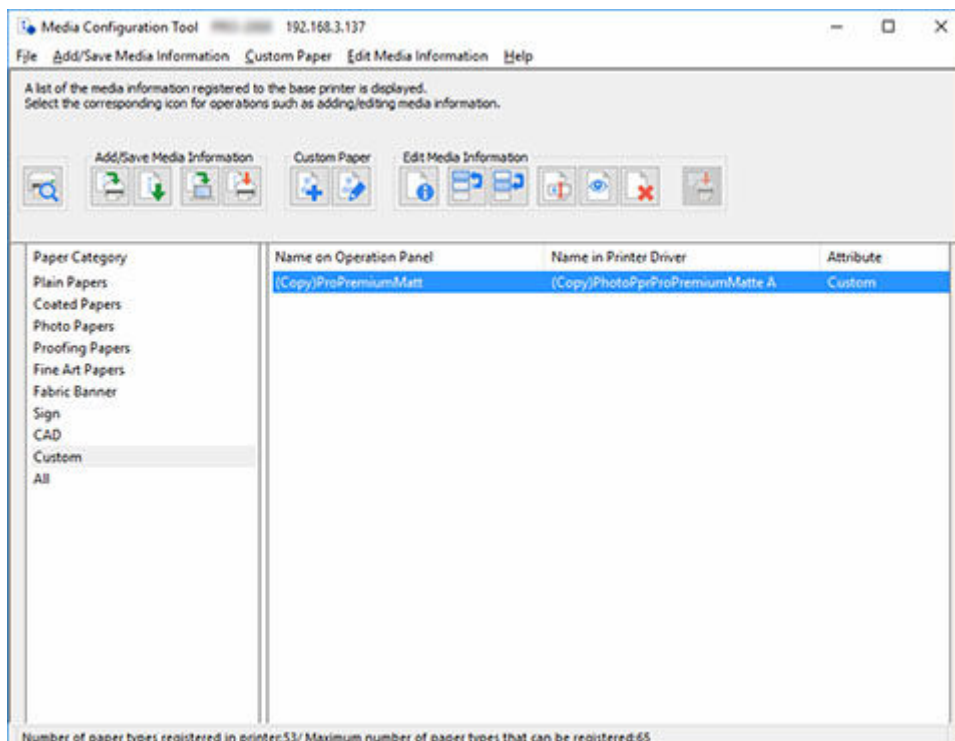 Media Configuration Tool 192.168.3.137
File Add/Save Media Information Custom Paper Edit Media Information Help
A list of the media information registered to the base printer is displayed.
Select the corresponding icon for operations such as adding/editing media information.
Add/Save Media Information Custom Paper Edit Media Information
Paper Category
Plain Papers
Coated Papers
Photo Papers
Proofing Papers
Fine Art Papers
Fabric Banner
Sign
CAD
Custom
All
Name on Operation Panel Name in Printer Driver Attribute
(Copy)ProPremiumMatt (Copy)PhotoPprProPremiumMatte A Custom
Number of paper types registered in printer:53/ Maximum number of paper types that can be registered:65